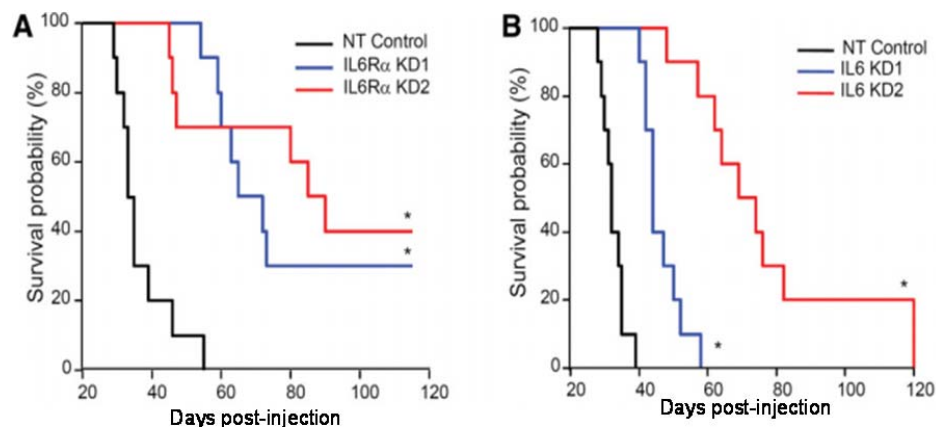 A
Survival probability (%)
100
80
60
40
20
0
NT Control
IL6Rα KD1
IL6Rα KD2
*
*
20 40 60 80 100 120
Days post-injection
B
Survival probability (%)
100
80
60
40
20
0
NT Control
IL6 KD1
IL6 KD2
*
*
20 40 60 80 100 120
Days post-injection